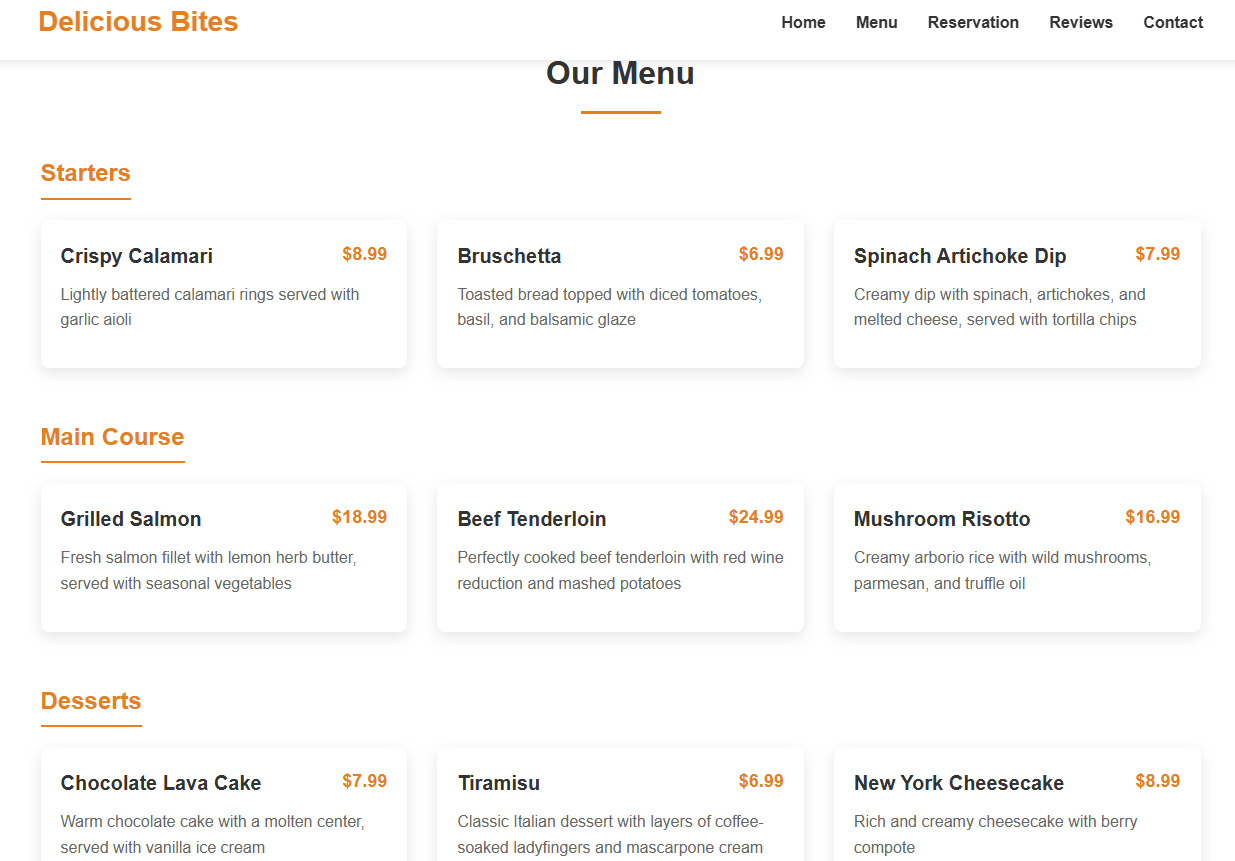 Delicious Bites
Home Menu Reservation Reviews Contact
Our Menu
Starters
Crispy Calamari $8.99
Lightly battered calamari rings served with
garlic aioli
Bruschetta $6.99
Toasted bread topped with diced tomatoes,
basil, and balsamic glaze
Spinach Artichoke Dip $7.99
Creamy dip with spinach, artichokes, and
melted cheese, served with tortilla chips
Main Course
Grilled Salmon $18.99
Fresh salmon fillet with lemon herb butter,
served with seasonal vegetables
Beef Tenderloin $24.99
Perfectly cooked beef tenderloin with red wine
reduction and mashed potatoes
Mushroom Risotto $16.99
Creamy arborio rice with wild mushrooms,
parmesan, and truffle oil
Desserts
Chocolate Lava Cake $7.99
Warm chocolate cake with a molten center,
served with vanilla ice cream
Tiramisu $6.99
Classic Italian dessert with layers of coffee-
soaked ladyfingers and mascarpone cream
New York Cheesecake $8.99
Rich and creamy cheesecake with berry
compote